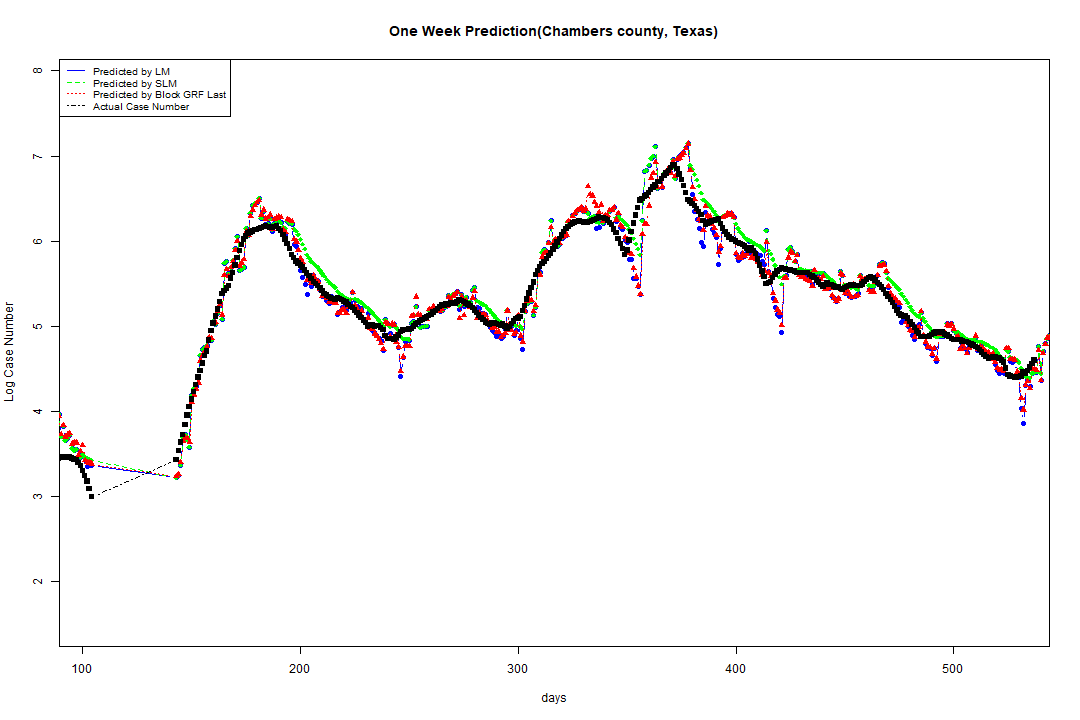 One Week Prediction(Chambers county, Texas)
Predicted by LM
Predicted by SLM
Predicted by Block GRF Last
Actual Case Number
8
7
6
5
4
3
2
Log Case Number
100 200 300 400 500
days